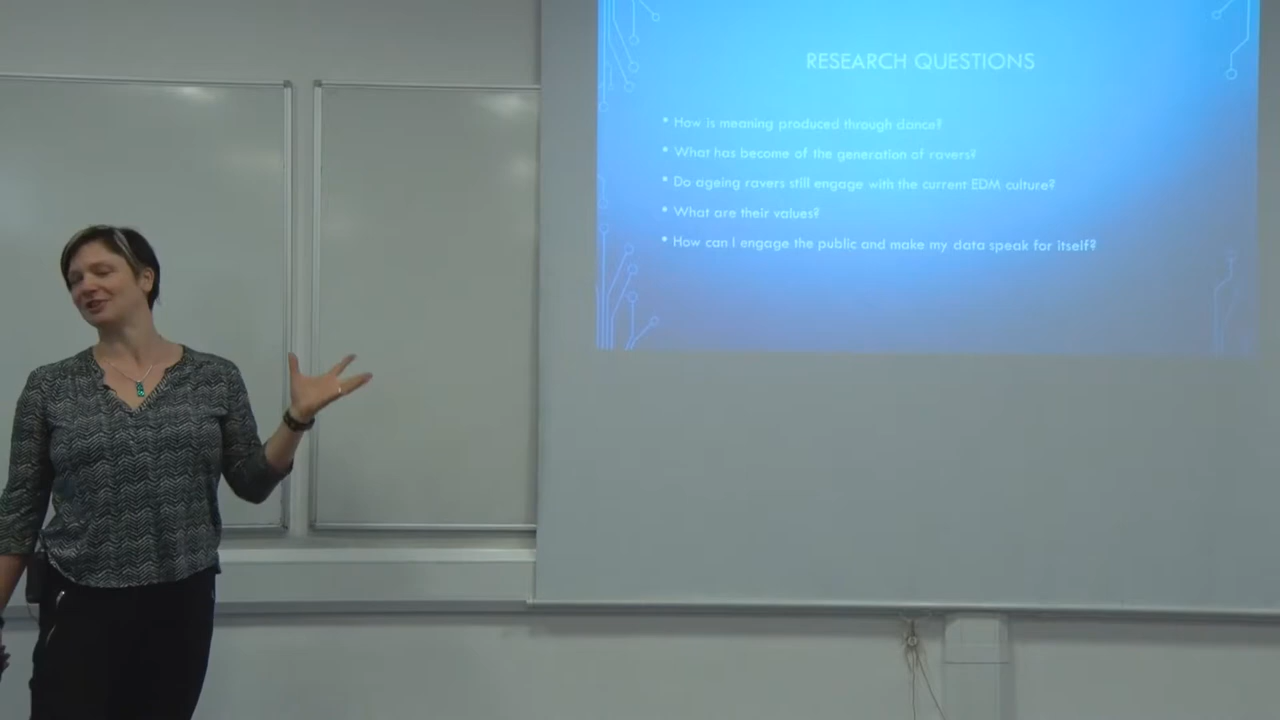 RESEARCH QUESTIONS
• How is meaning produced through dance?
• What has become of the generation of ravers?
• Do ageing ravers still engage with the current EDM culture?
• What are their values?
• How can I engage the public and make my data speak for itself?